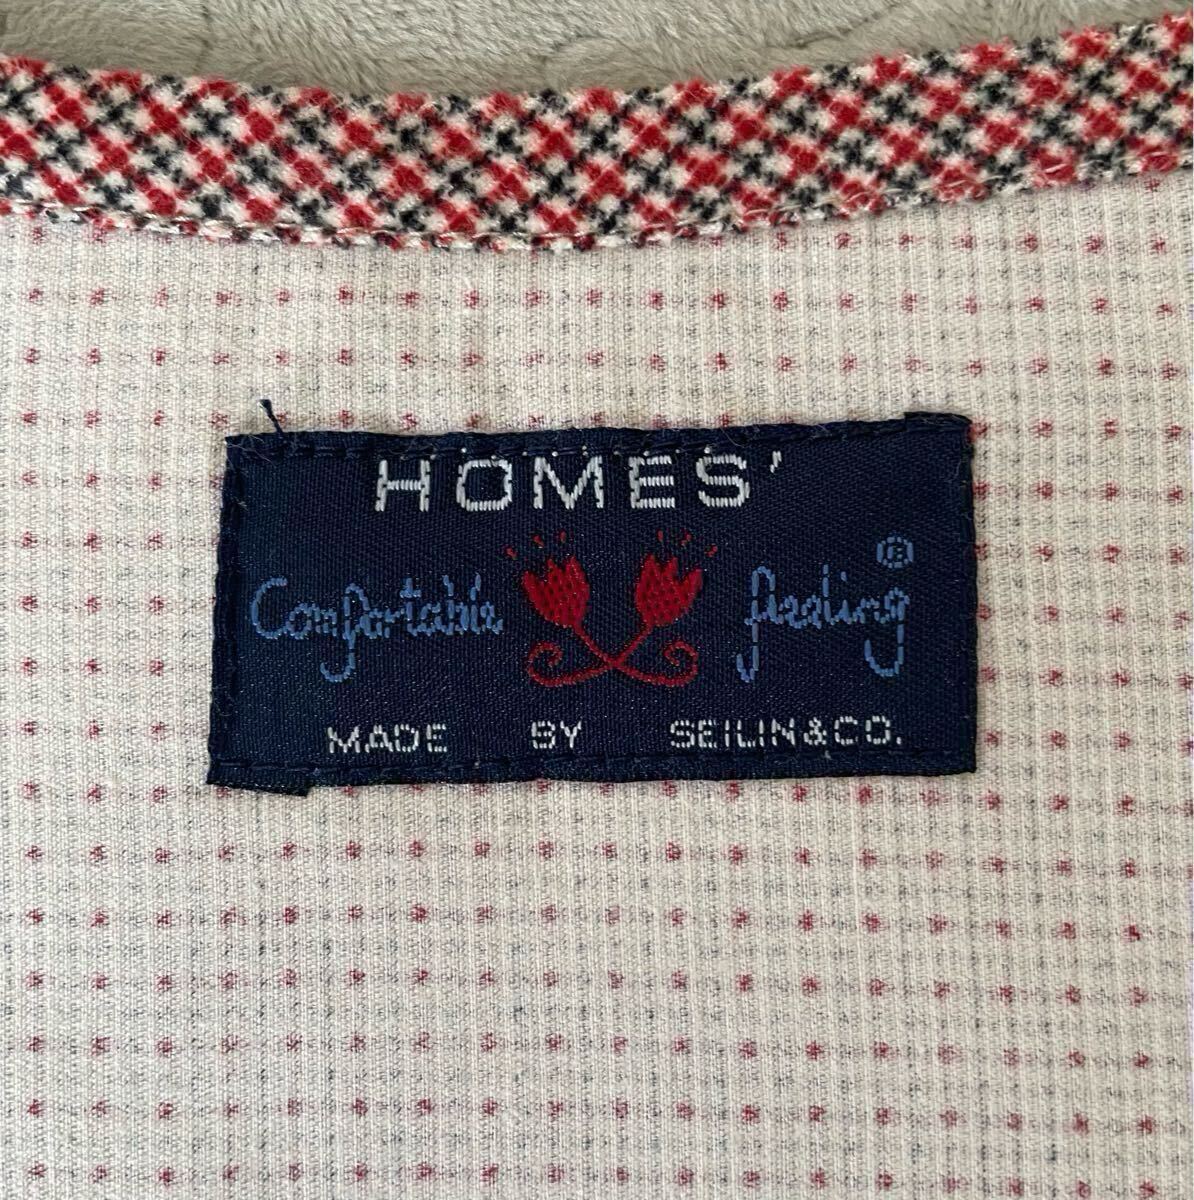 HOMES'
Comfortable feeling ®
MADE BY SEILIN&CO.